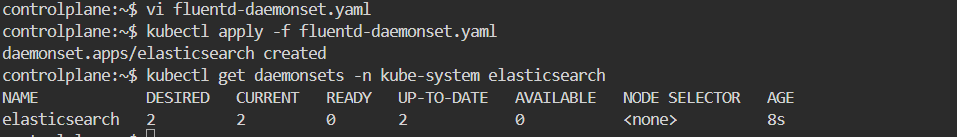 controlplane:~$ vi fluentd-daemonset.yaml
controlplane:~$ kubectl apply -f fluentd-daemonset.yaml
daemonset.apps/elasticsearch created
controlplane:~$ kubectl get daemonsets -n kube-system elasticsearch
NAME DESIRED CURRENT READY UP-TO-DATE AVAILABLE NODE SELECTOR AGE
elasticsearch 2 2 0 2 0 <none> 8s
controlplane:~$